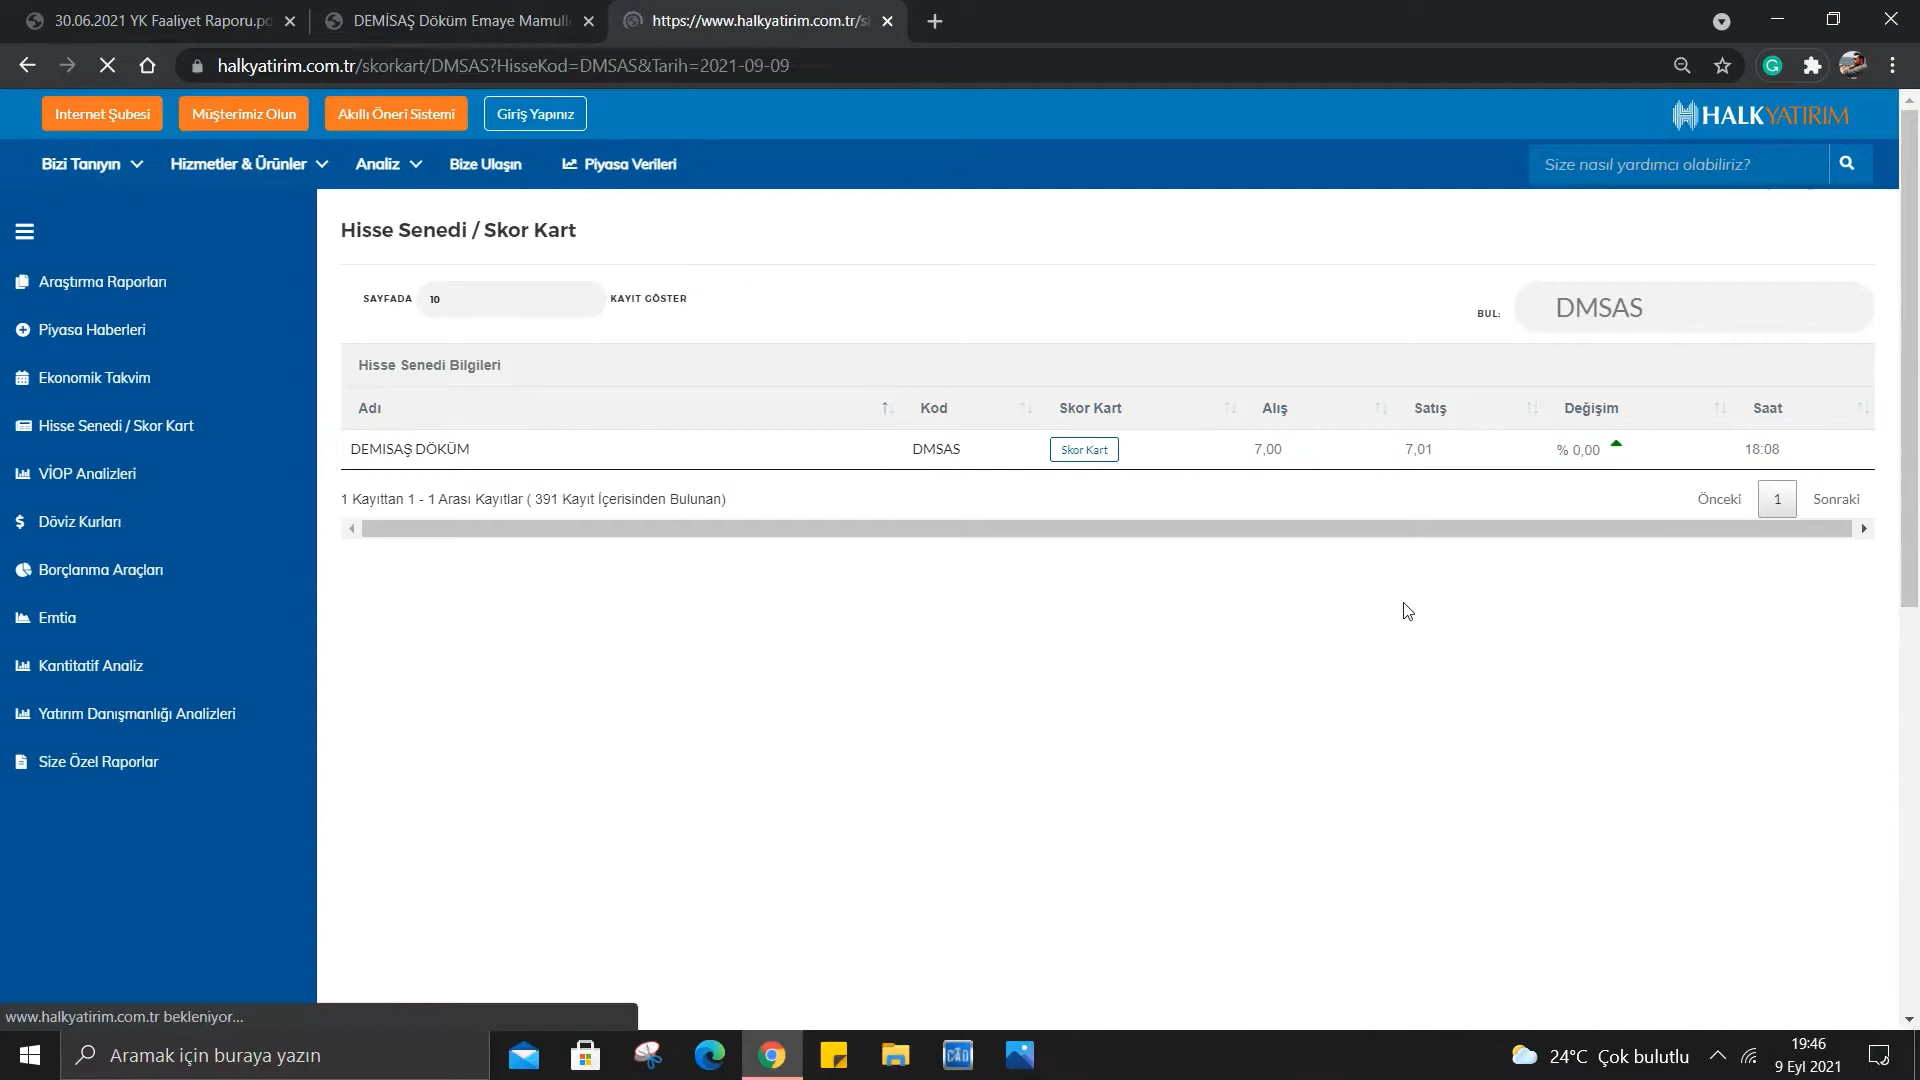 30.06.2021 YK Faaliyet Raporu.pd
DEMİSAŞ Döküm Emaye Mamull
https://www.halkyatirim.com.tr/sk
halkyatirim.com.tr/skorkart/DMSAS?HisseKod=DMSAS&Tarih=2021-09-09
Internet Şubesi
Müşterimiz Olun
Akıllı Öneri Sistemi
Giriş Yapınız
HALKYATIRIM
Bizi Tanıyın
Hizmetler & Ürünler
Analiz
Bize Ulaşın
Piyasa Verileri
Size nasıl yardımcı olabiliriz?
Araştırma Raporları
Piyasa Haberleri
Ekonomik Takvim
Hisse Senedi / Skor Kart
VİOP Analizleri
Döviz Kurları
Borçlanma Araçları
Emtia
Kantitatif Analiz
Yatırım Danışmanlığı Analizleri
Size Özel Raporlar
Hisse Senedi / Skor Kart
SAYFADA 10 KAYIT GÖSTER
BUL: DMSAS
Hisse Senedi Bilgileri
Adı Kod Skor Kart Alış Satış Değişim Saat
DEMISAŞ DÖKÜM DMSAS Skor Kart 7,00 7,01 % 0,00 18:08
1 Kayıttan 1 - 1 Arası Kayıtlar ( 391 Kayıt İçerisinden Bulunan)
Önceki 1 Sonraki
www.halkyatirim.com.tr bekleniyor...
Aramak için buraya yazın
24°C Çok bulutlu
19:46
9 Eyl 2021